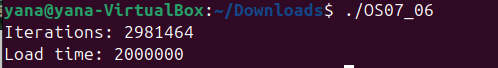 yana@yana-VirtualBox:~/Downloads$ ./OS07_06
Iterations: 2981464
Load time: 2000000